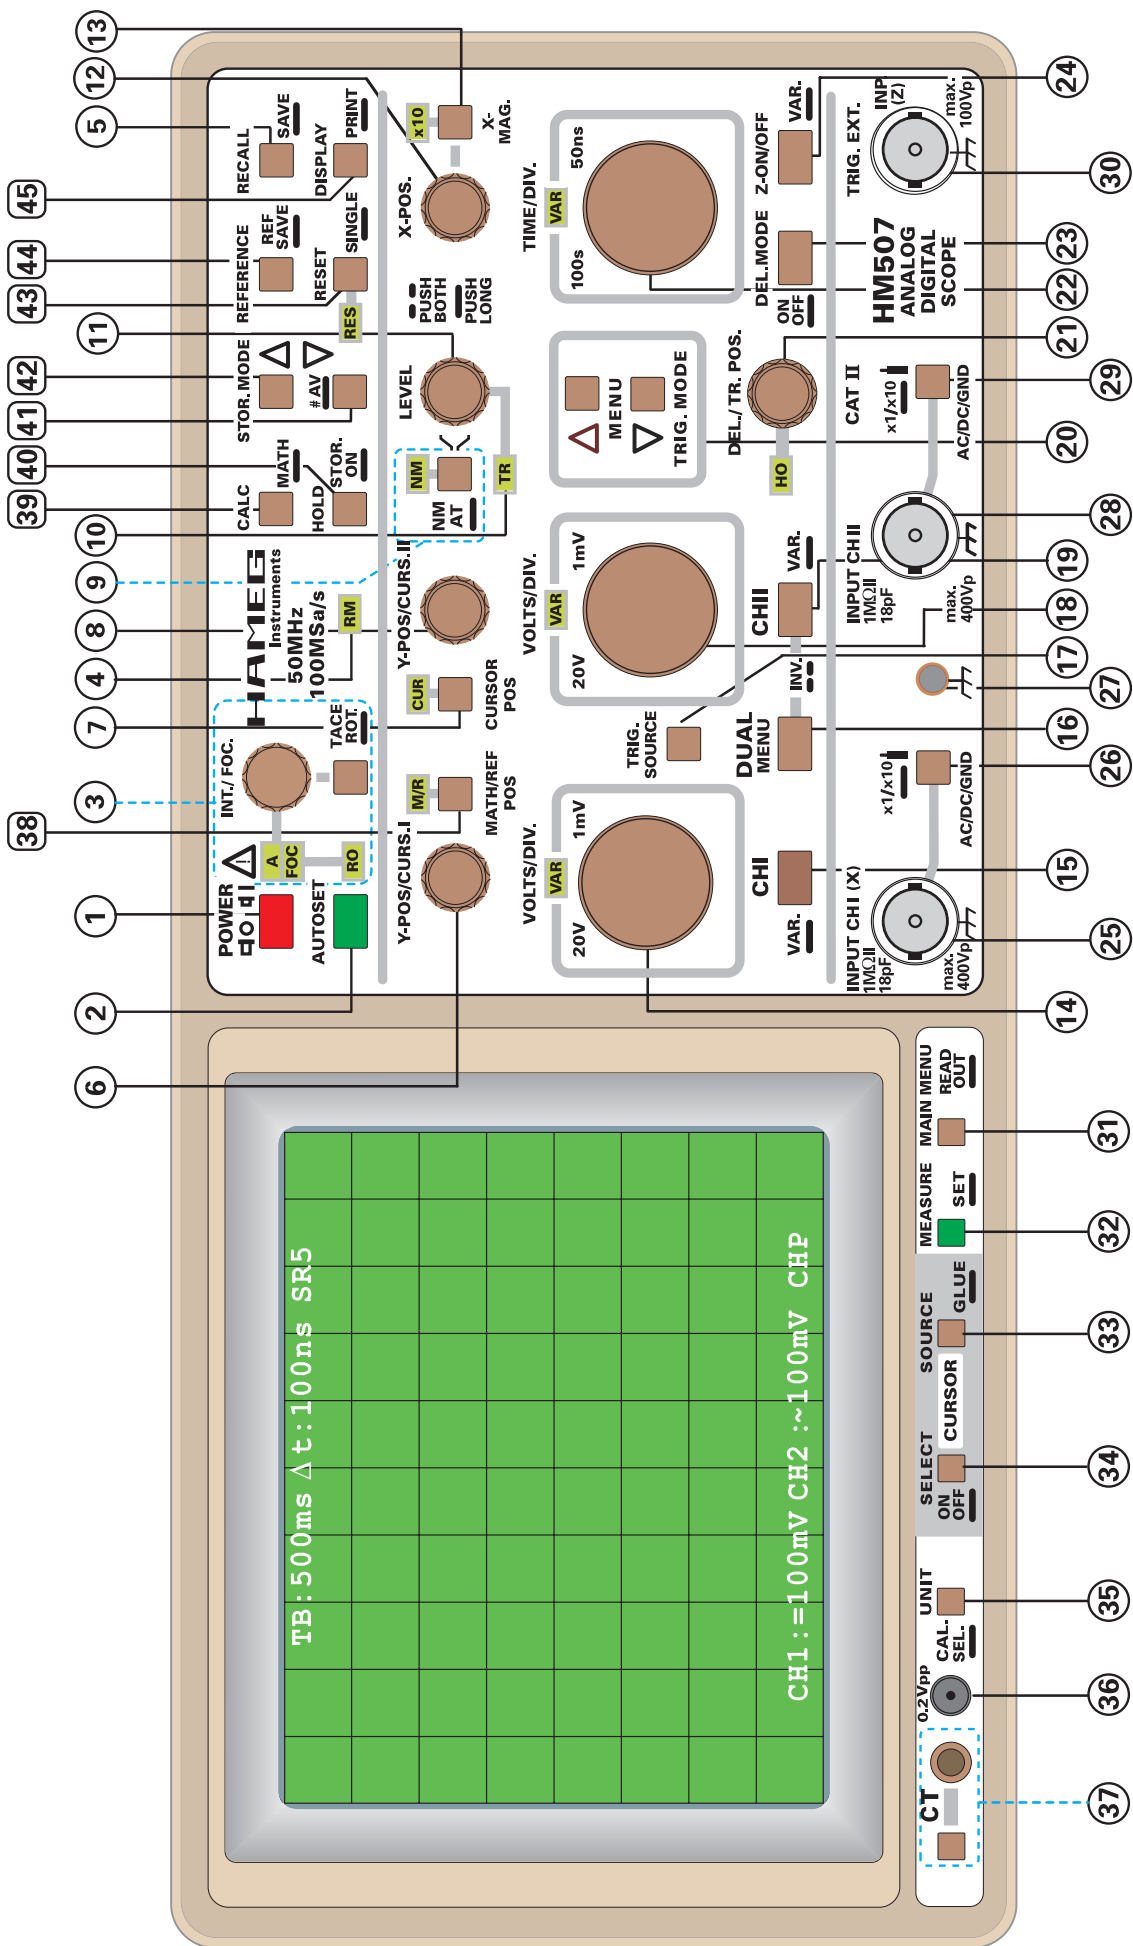 3
38
7
4
8
9
10
39
40
41
42
11
43
44
45
5
12
13
6
2
1
POWER
AUTOSET
A
FOC
RO
INT./ FOC.
TACE
ROT.
HAMEG
Instruments
50MHz
100MSa/s
RM
CALC
MATH
HOLD
STOR.
ON
STOR. MODE
# AV
REFERENCE
REF
SAVE
RESET
SINGLE
RES
RECALL
SAVE
DISPLAY
PRINT
Y-POS/CURS.I
M/R
MATH/REF
POS
CUR
CURSOR
POS
Y-POS/CURS.II
NM
NM
AT
TR
LEVEL
PUSH
BOTH
PUSH
LONG
X-POS.
x10
X-
MAG.
VOLTS/DIV.
VAR
20V
1mV
TRIG.
SOURCE
VOLTS/DIV.
VAR
20V
1mV
MENU
TRIG. MODE
TIME/DIV.
VAR
100s
50ns
VAR.
CHI
DUAL
MENU
INV.
CHII
VAR.
HO
DEL./ TR. POS.
ON
OFF
DEL.MODE
Z-ON/OFF
VAR.
INPUT CH I (X)
1MΩII
18pF
max.
400Vp
x1/x10
AC/DC/GND
INPUT CHII
1MΩII
18pF
max.
400Vp
CAT II
x1/x10
AC/DC/GND
HM507
ANALOG
DIGITAL
SCOPE
TRIG. EXT.
INP.
(Z)
max.
100Vp
TB:500ms Δt:100ns SR5
CH1:=100mV CH2:~100mV CHP
CT
0.2Vpp
CAL.
SEL.
UNIT
ON
OFF
SELECT
CURSOR
SOURCE
GLUE
MEASURE
SET
MAIN MENU
READ
OUT
37
36
35
34
33
32
31
14
25
15
26
16
27
17
18
19
28
20
29
21
22
23
30
24